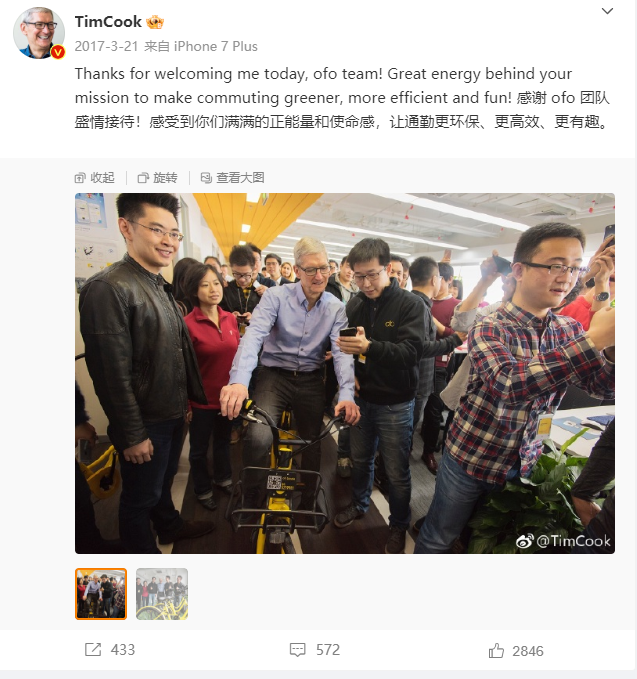 TimCook
2017-3-21 来自 iPhone 7 Plus
Thanks for welcoming me today, ofo team! Great energy behind your
mission to make commuting greener, more efficient and fun! 感谢 ofo 团队
盛情接待！感受到你们满满的正能量和使命感，让通勤更环保、更高效、更有趣。
收起
旋转
查看大图
@TimCook
433
572
2846